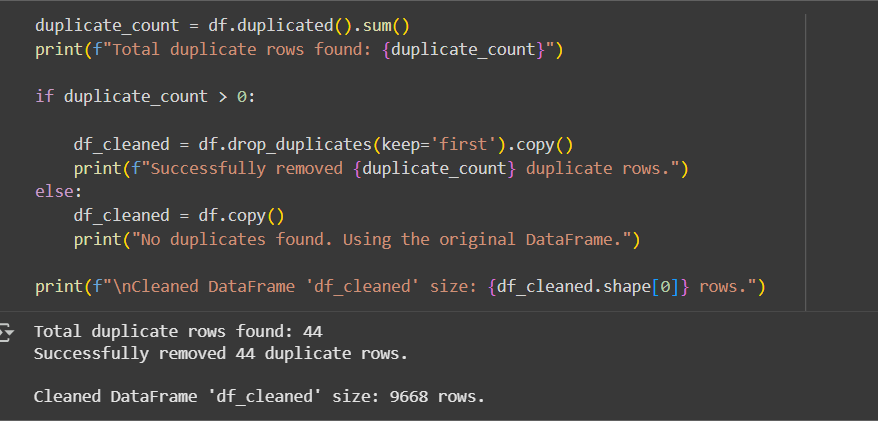 duplicate_count = df.duplicated().sum()
print(f"Total duplicate rows found: {duplicate_count}")
if duplicate_count > 0:
df_cleaned = df.drop_duplicates(keep='first').copy()
print(f"Successfully removed {duplicate_count} duplicate rows.")
else:
df_cleaned = df.copy()
print("No duplicates found. Using the original DataFrame.")
print(f"\nCleaned DataFrame 'df_cleaned' size: {df_cleaned.shape[0]} rows.")
Total duplicate rows found: 44
Successfully removed 44 duplicate rows.
Cleaned DataFrame 'df_cleaned' size: 9668 rows.